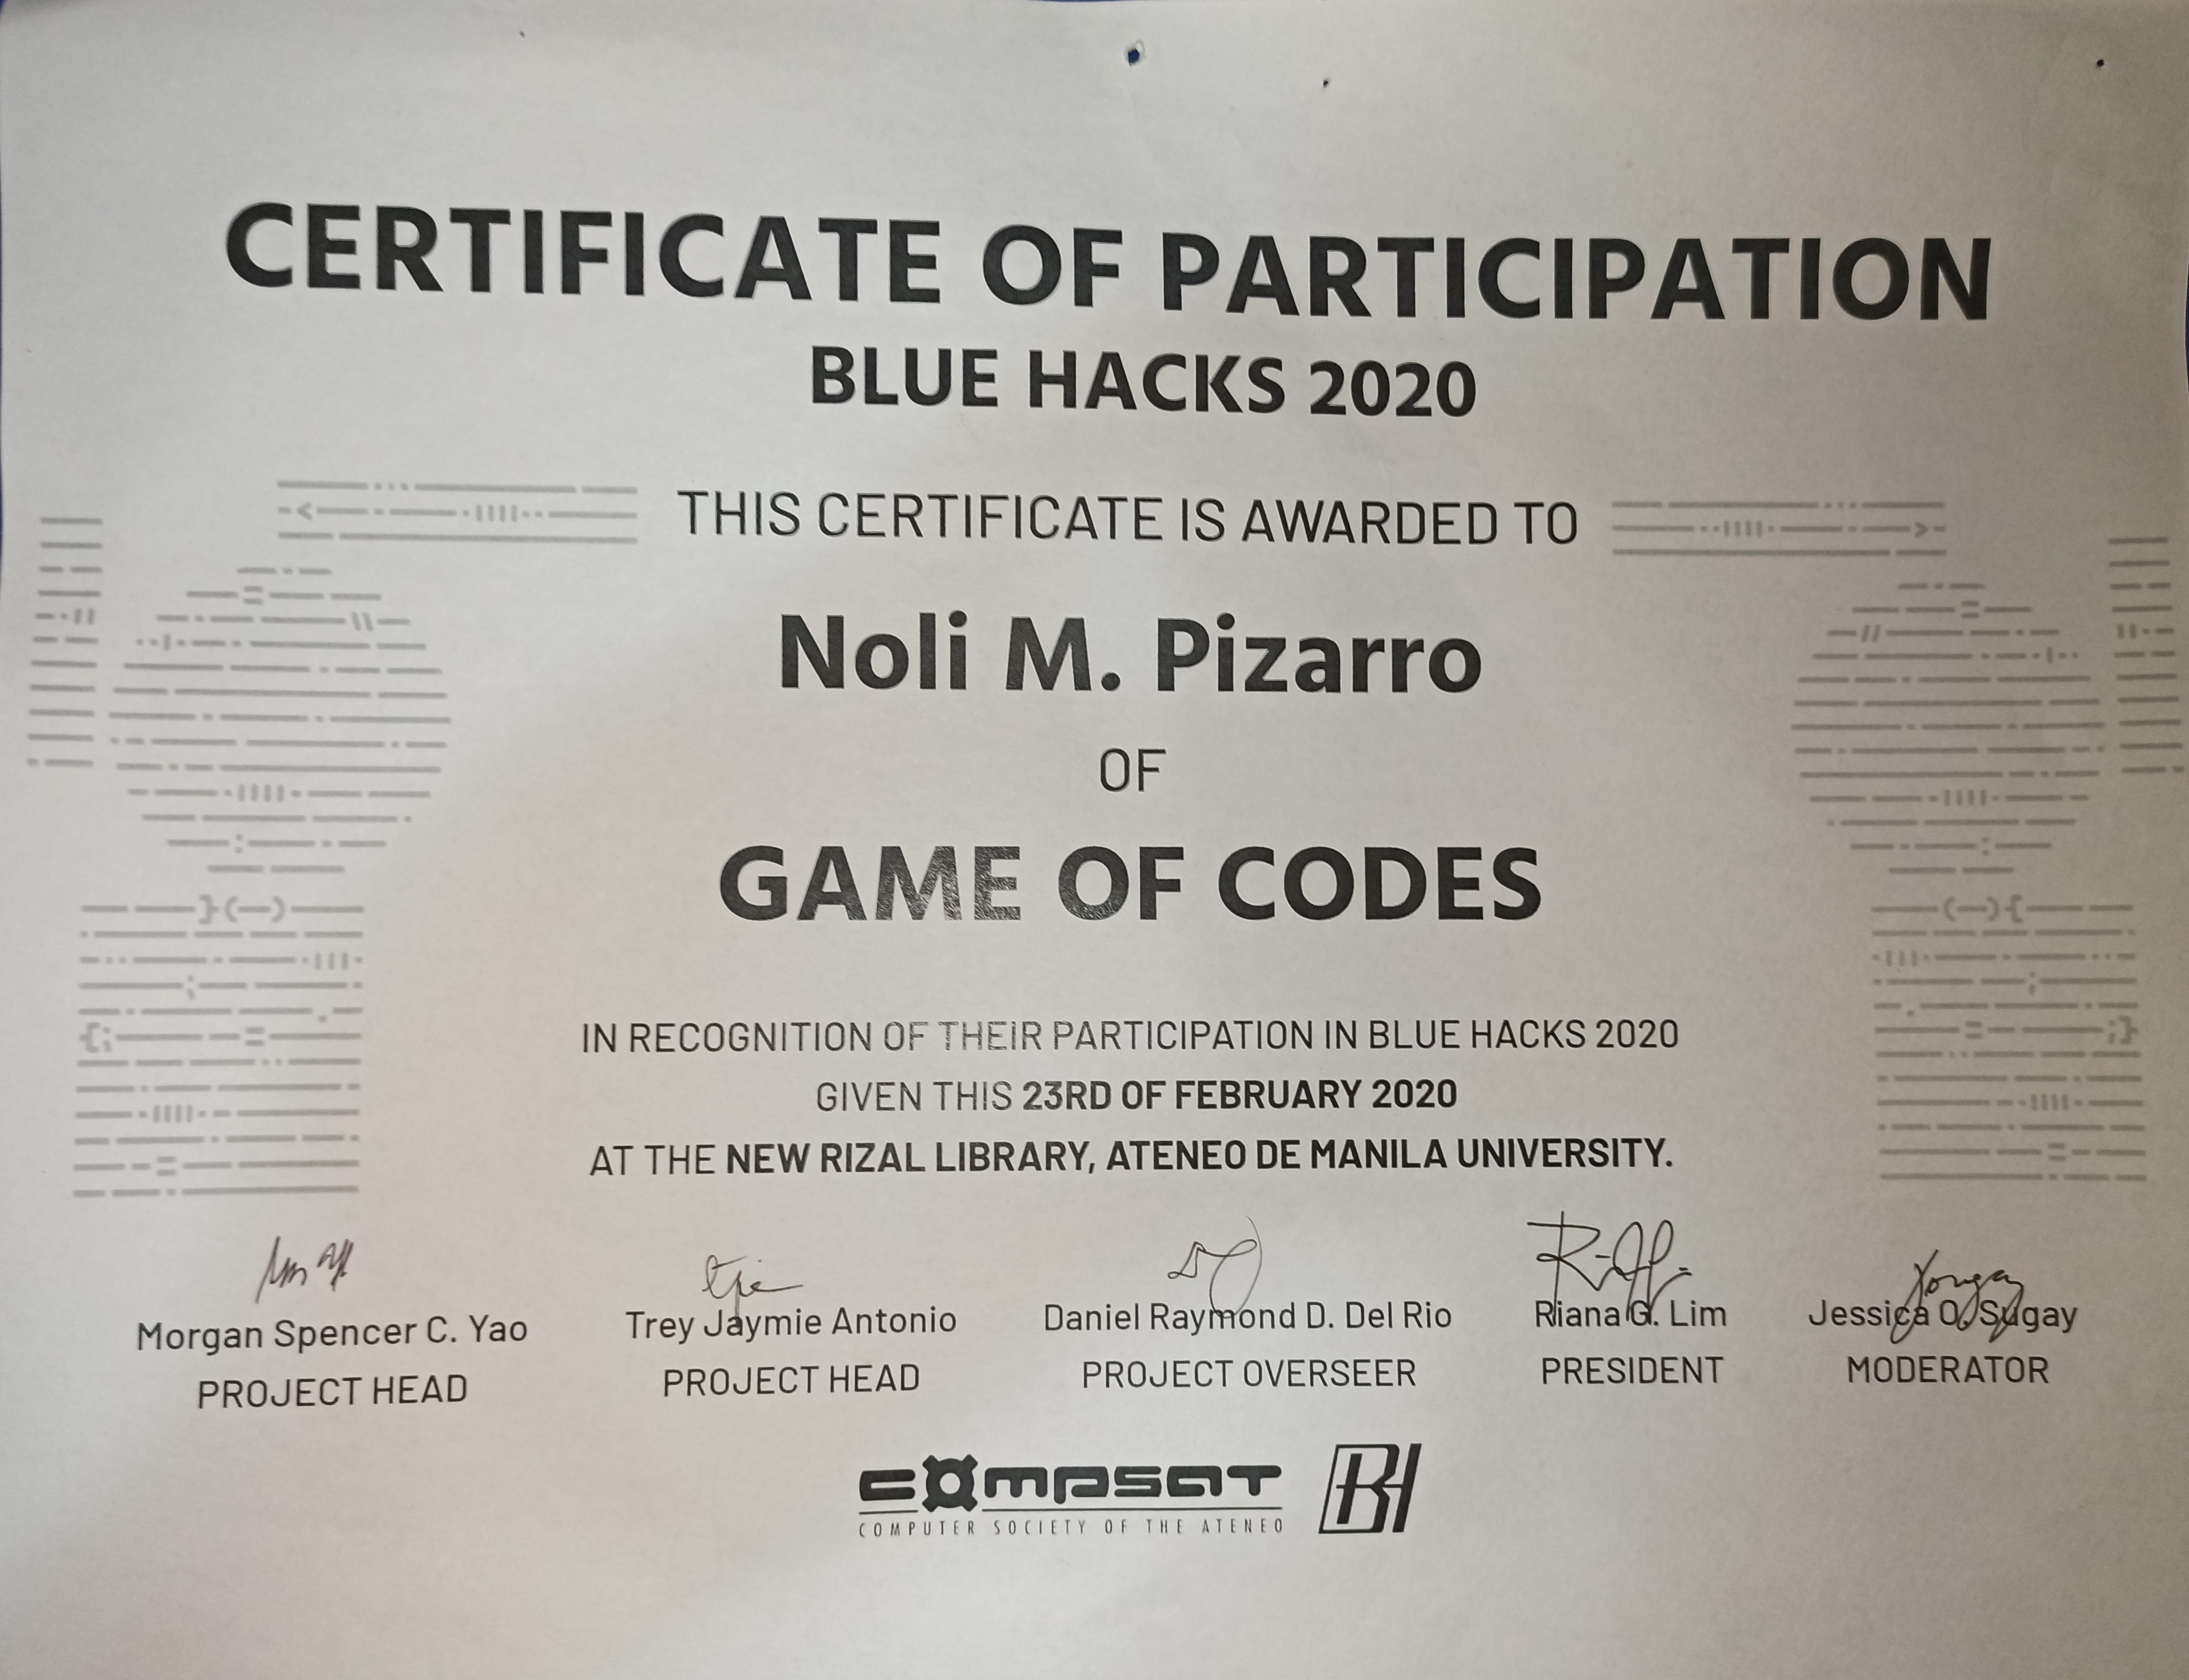 CERTIFICATE OF PARTICIPATION
BLUE HACKS 2020
THIS CERTIFICATE IS AWARDED TO
Noli M. Pizarro
OF
GAME OF CODES
IN RECOGNITION OF THEIR PARTICIPATION IN BLUE HACKS 2020
GIVEN THIS 23RD OF FEBRUARY 2020
AT THE NEW RIZAL LIBRARY, ATENEO DE MANILA UNIVERSITY.
Morgan Spencer C. Yao
PROJECT HEAD
Trey Jaymie Antonio
PROJECT HEAD
Daniel Raymond D. Del Rio
PROJECT OVERSEER
Riana G. Lim
PRESIDENT
Jessica O. Sugay
MODERATOR
compsat
COMPUTER SOCIETY OF THE ATENEO
BH